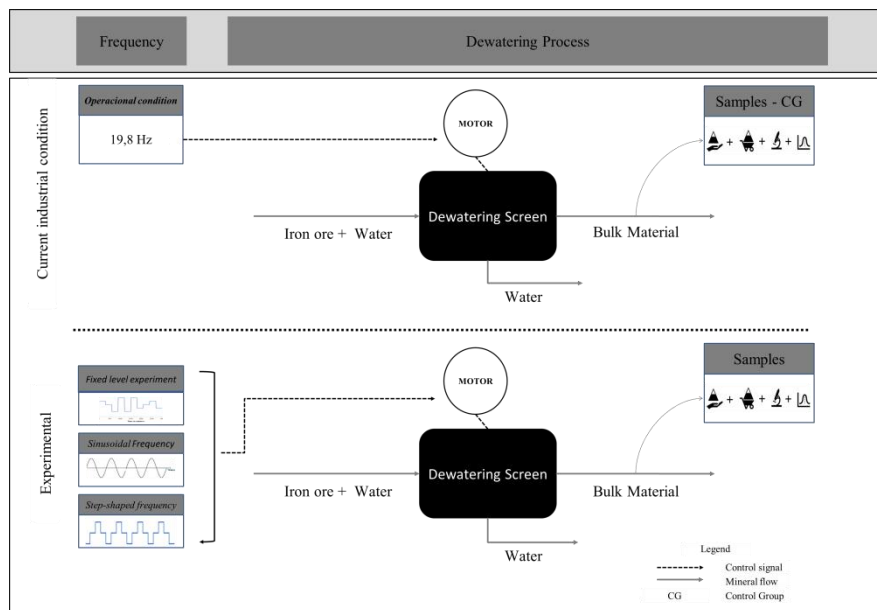 Frequency
Dewatering Process
Current industrial condition
Operacional condition
19,8 Hz
MOTOR
Samples - CG
+ + +
Dewatering Screen
Iron ore + Water
Bulk Material
Water
Experimental
Fixed level experiment
Sinusoidal Frequency
Step-shaped frequency
MOTOR
Samples
+ + +
Dewatering Screen
Iron ore + Water
Bulk Material
Water
Legend
Control signal
Mineral flow
CG Control Group